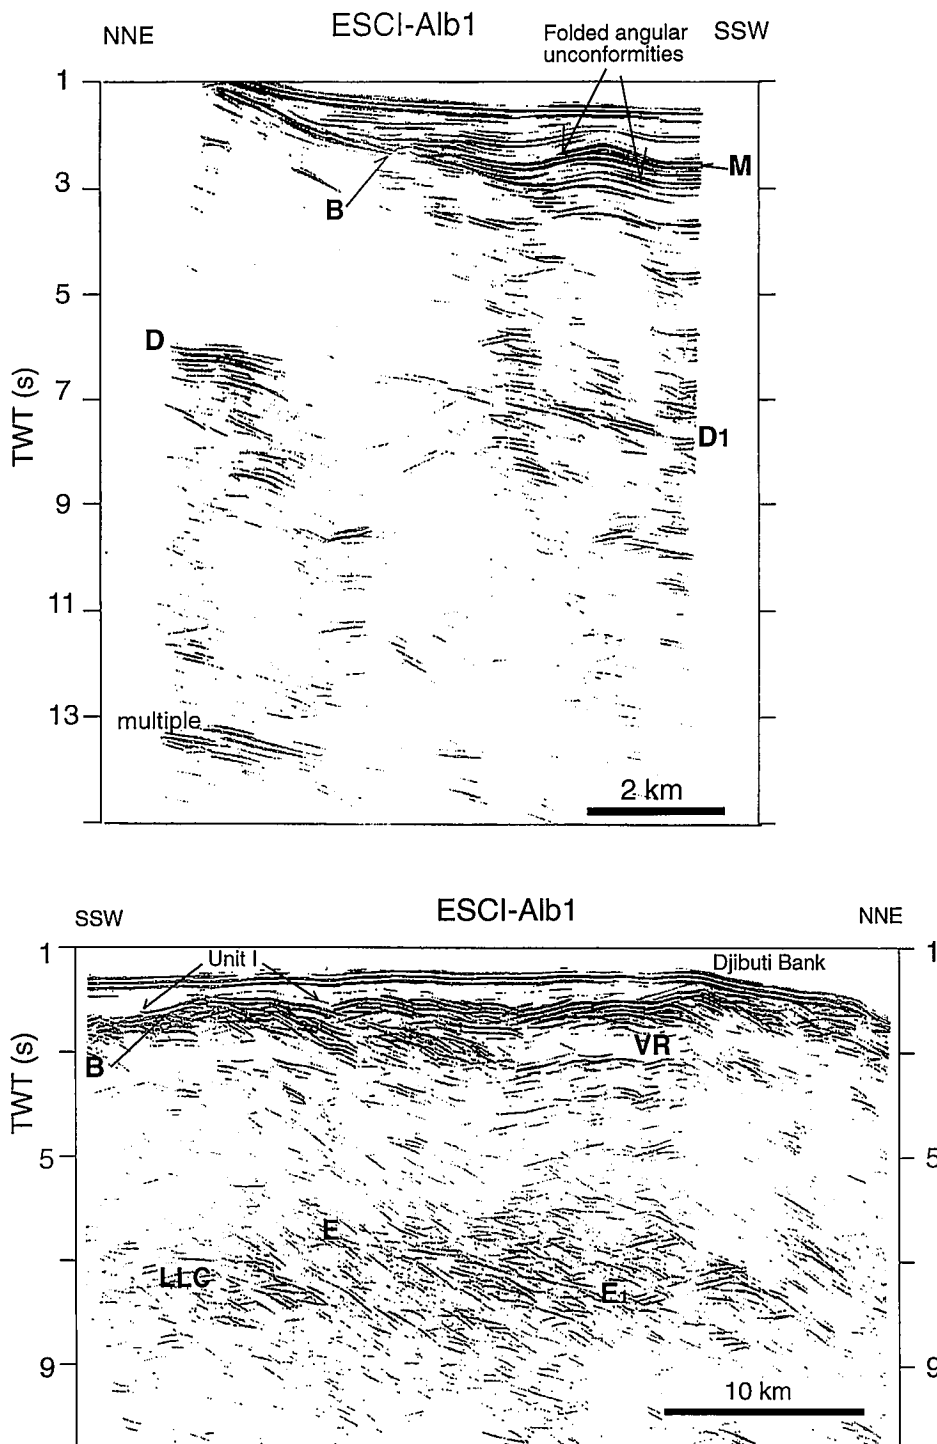 ESCI-Alb1
NNE
Folded angular
unconformities
SSW
1
M
3
B
5
D
7
TWT (s)
D1
9
11
13
multiple
2 km
ESCI-Alb1
SSW
NNE
1
1
Unit I
Djibuti Bank
VR
B
TWT (s)
5
5
E
LLC
E1
9
9
10 km